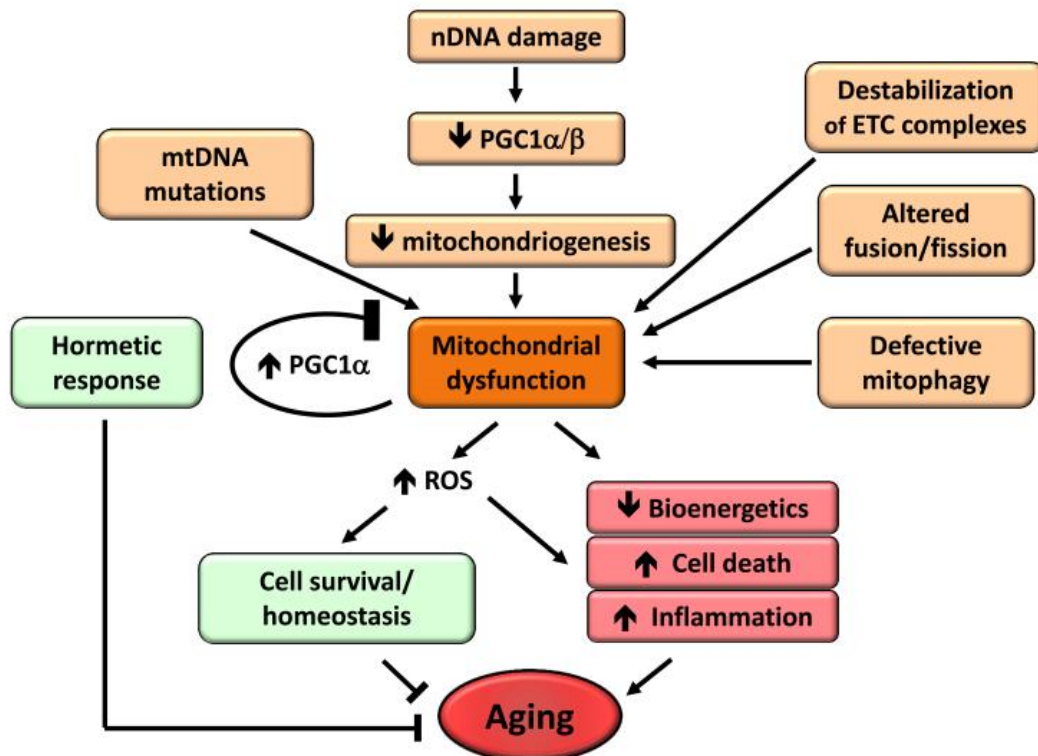 nDNA damage
Destabilization
of ETC complexes
↓ PGC1α/β
mtDNA
mutations
Altered
fusion/fission
↓ mitochondriogenesis
Hormetic
response
↑ PGC1α
Mitochondrial
dysfunction
Defective
mitophagy
↑ ROS
↓ Bioenergetics
↑ Cell death
↑ Inflammation
Cell survival/
homeostasis
Aging